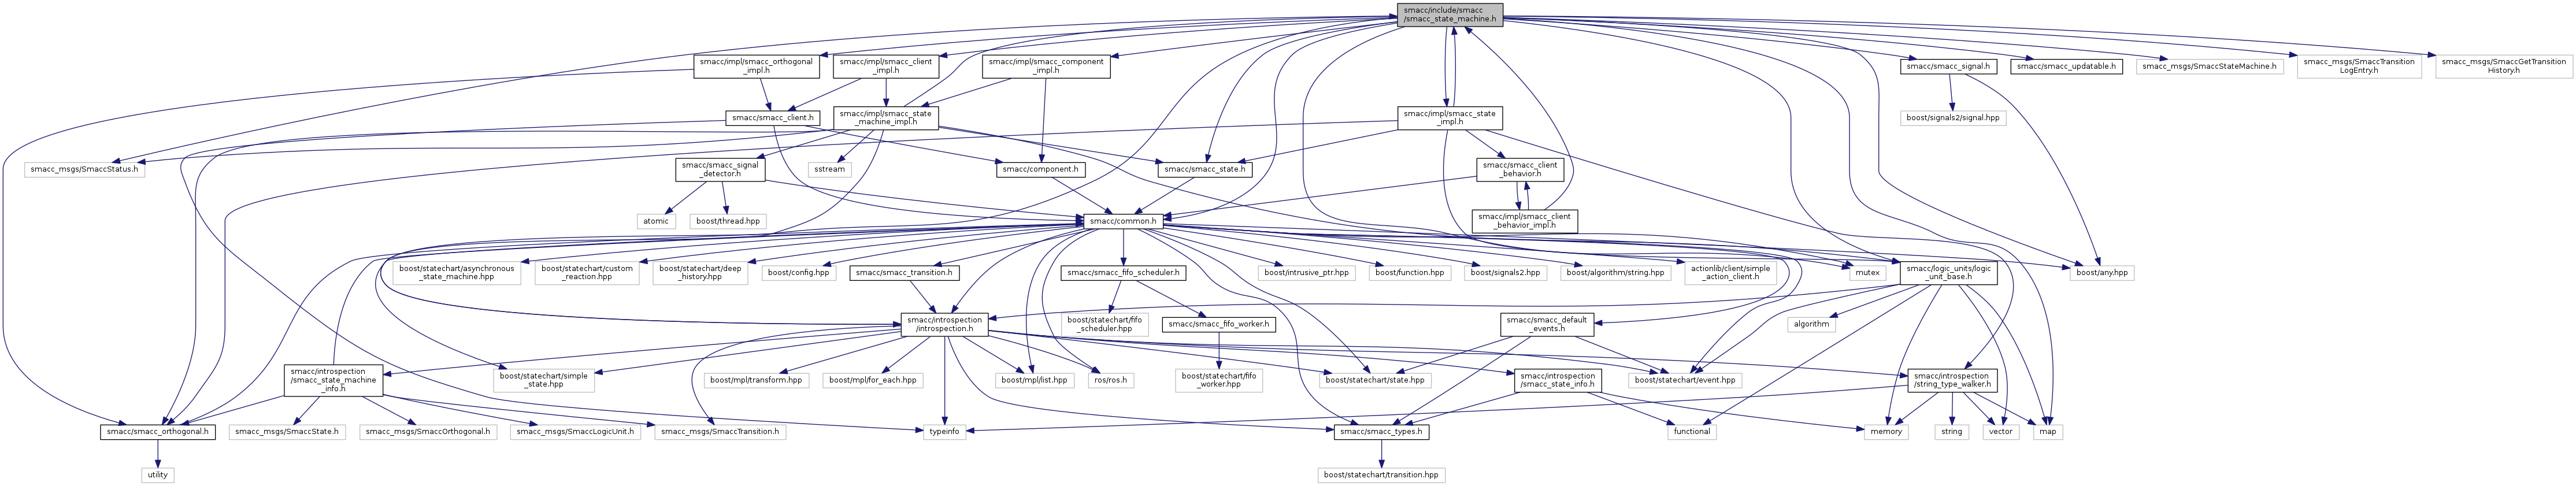 smacc/include/smacc
/smacc_state_machine.h
smacc/impl/smacc_orthogonal
_impl.h
smacc/impl/smacc_client
_impl.h
smacc/impl/smacc_component
_impl.h
smacc/smacc_signal.h
smacc/smacc_updatable.h
smacc_msgs/SmaccStateMachine.h
smacc_msgs/SmaccTransition
LogEntry.h
smacc_msgs/SmaccGetTransition
History.h
smacc/smacc_client.h
smacc/impl/smacc_state
_machine_impl.h
smacc/impl/smacc_state
_impl.h
boost/signals2/signal.hpp
smacc_msgs/SmaccStatus.h
smacc/smacc_signal
_detector.h
sstream
smacc/component.h
smacc/smacc_state.h
smacc/smacc_client
_behavior.h
atomic
boost/thread.hpp
smacc/common.h
smacc/impl/smacc_client
_behavior_impl.h
boost/statechart/asynchronous
_state_machine.hpp
boost/statechart/custom
_reaction.hpp
boost/statechart/deep
_history.hpp
boost/config.hpp
smacc/smacc_transition.h
smacc/smacc_fifo_scheduler.h
boost/intrusive_ptr.hpp
boost/function.hpp
boost/signals2.hpp
boost/algorithm/string.hpp
actionlib/client/simple
_action_client.h
mutex
smacc/logic_units/logic
_unit_base.h
boost/any.hpp
smacc/introspection
/introspection.h
boost/statechart/fifo
_scheduler.hpp
smacc/smacc_fifo_worker.h
smacc/smacc_default
_events.h
algorithm
smacc/introspection
/smacc_state_machine
_info.h
boost/statechart/simple
_state.hpp
boost/mpl/transform.hpp
boost/mpl/for_each.hpp
boost/mpl/list.hpp
ros/ros.h
boost/statechart/fifo
_worker.hpp
boost/statechart/state.hpp
smacc/introspection
/smacc_state_info.h
boost/statechart/event.hpp
smacc/introspection
/string_type_walker.h
smacc/smacc_orthogonal.h
smacc_msgs/SmaccState.h
smacc_msgs/SmaccOrthogonal.h
smacc_msgs/SmaccLogicUnit.h
smacc_msgs/SmaccTransition.h
typeinfo
smacc/smacc_types.h
functional
memory
string
vector
map
utility
boost/statechart/transition.hpp